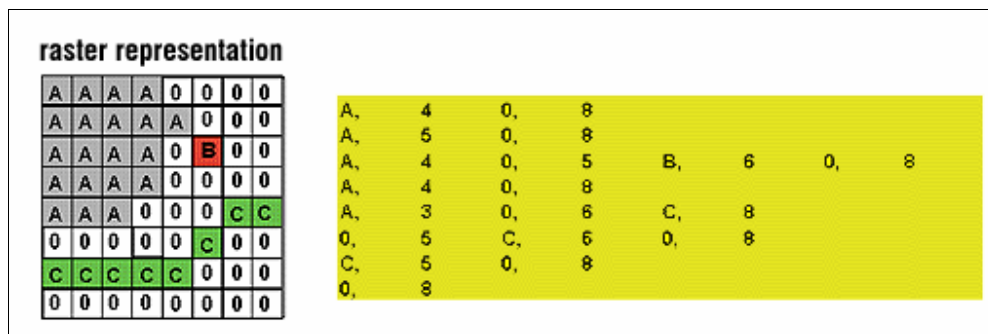 raster representation
A A A A 0 0 0 0
A A A A A 0 0 0
A A A A 0 B 0 0
A A A A 0 0 0 0
A A A 0 0 0 C C
0 0 0 0 0 C 0 0
C C C C C 0 0 0
0 0 0 0 0 0 0 0
A, 4 0, 8
A, 5 0, 8
A, 4 0, 5 B, 6 0, 8
A, 4 0, 8
A, 3 0, 6 C, 8
0, 5 C, 6 0, 8
C, 5 0, 8
0, 8